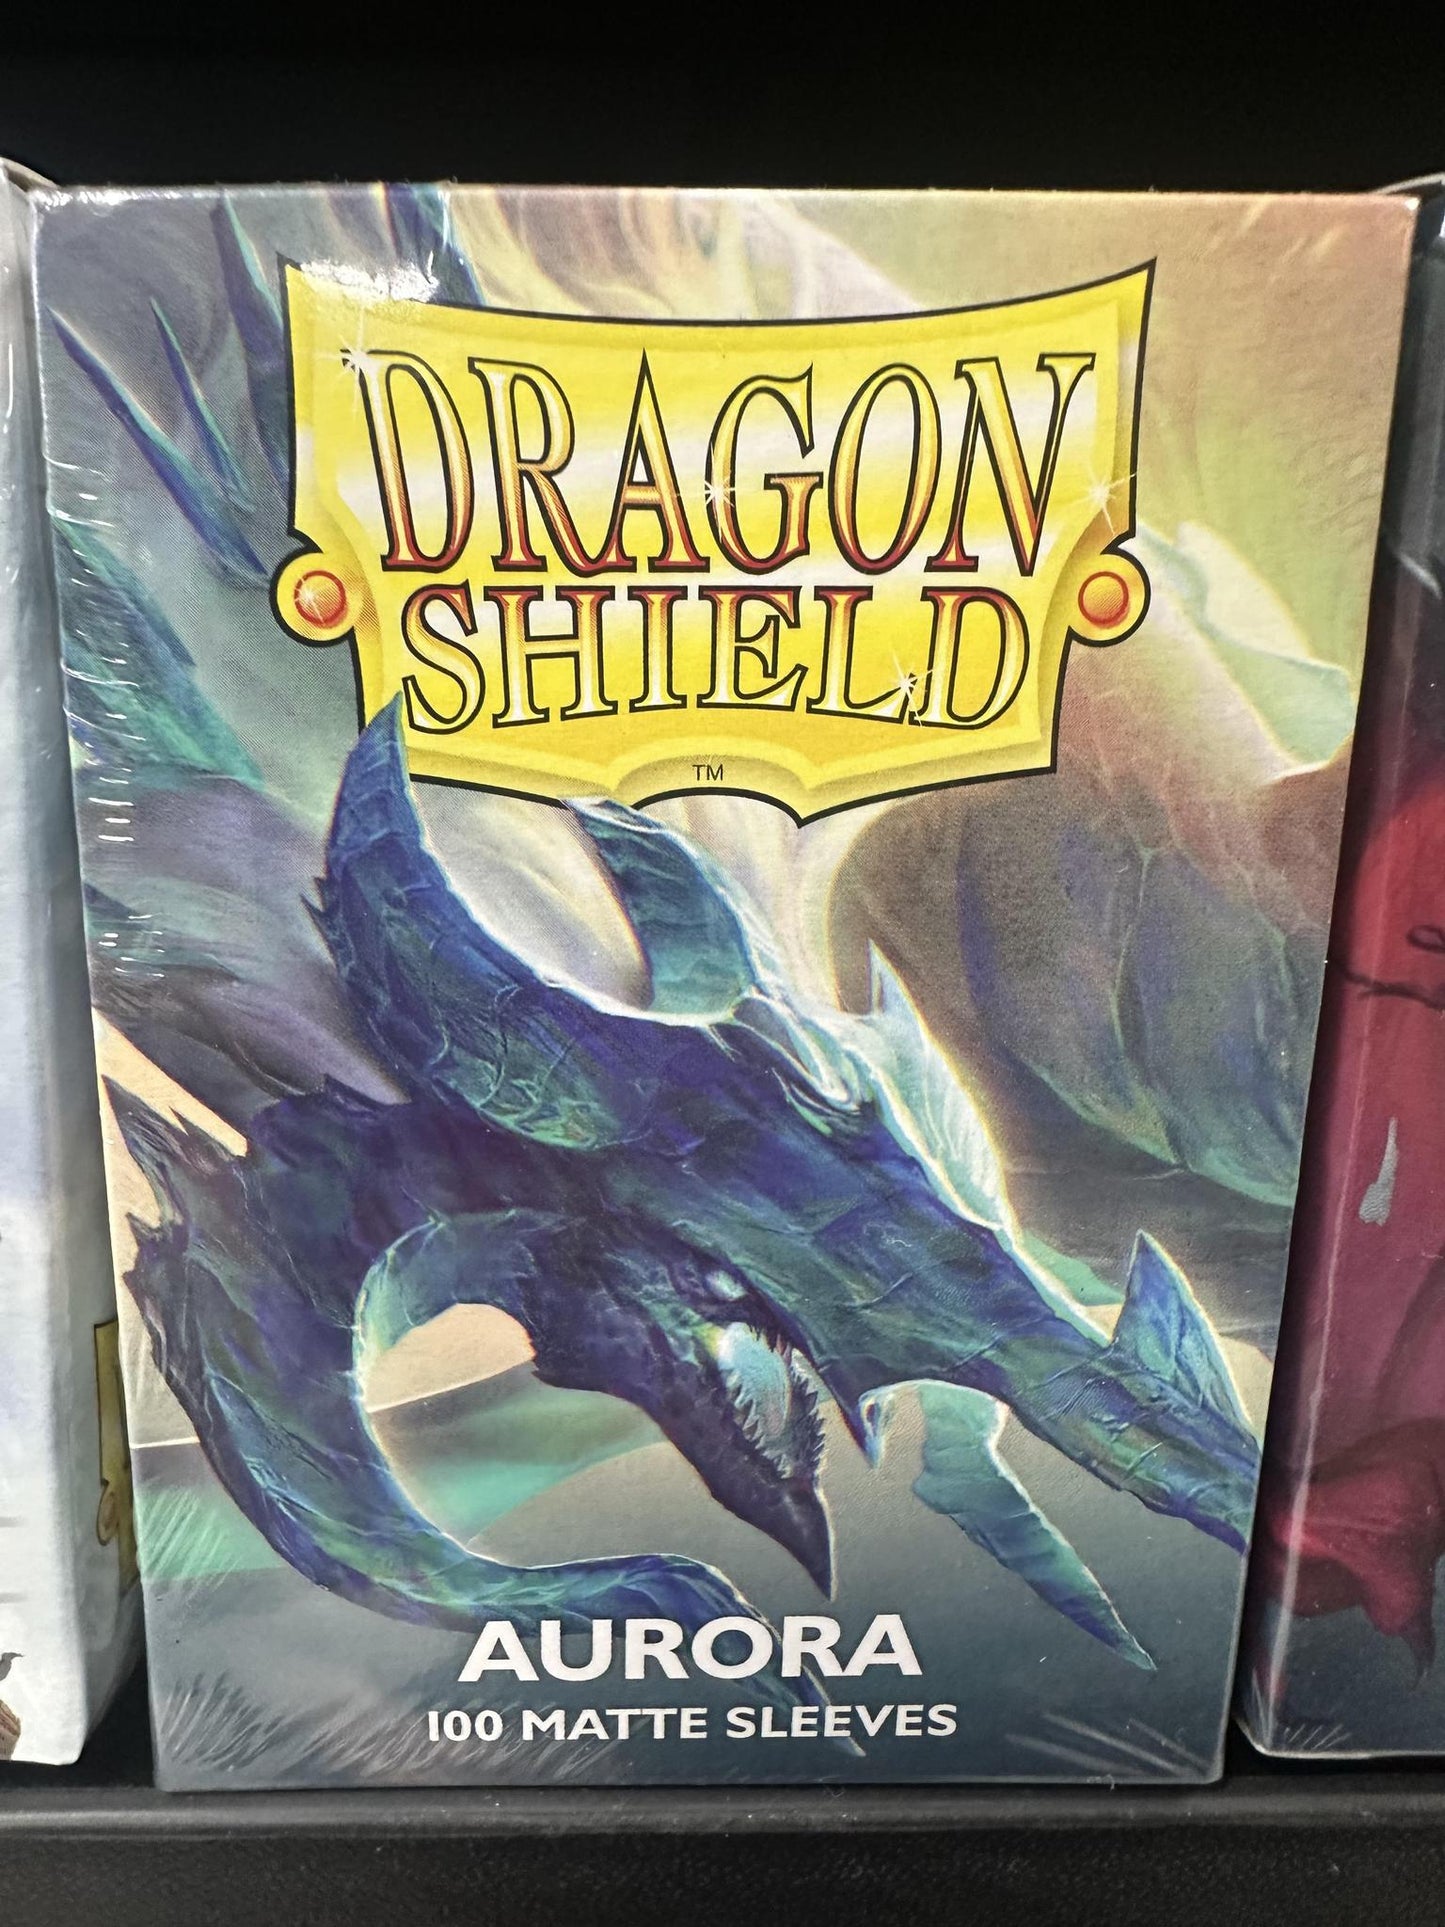 DRAGON
SHIELD
TM
AURORA
100 MATTE SLEEVES